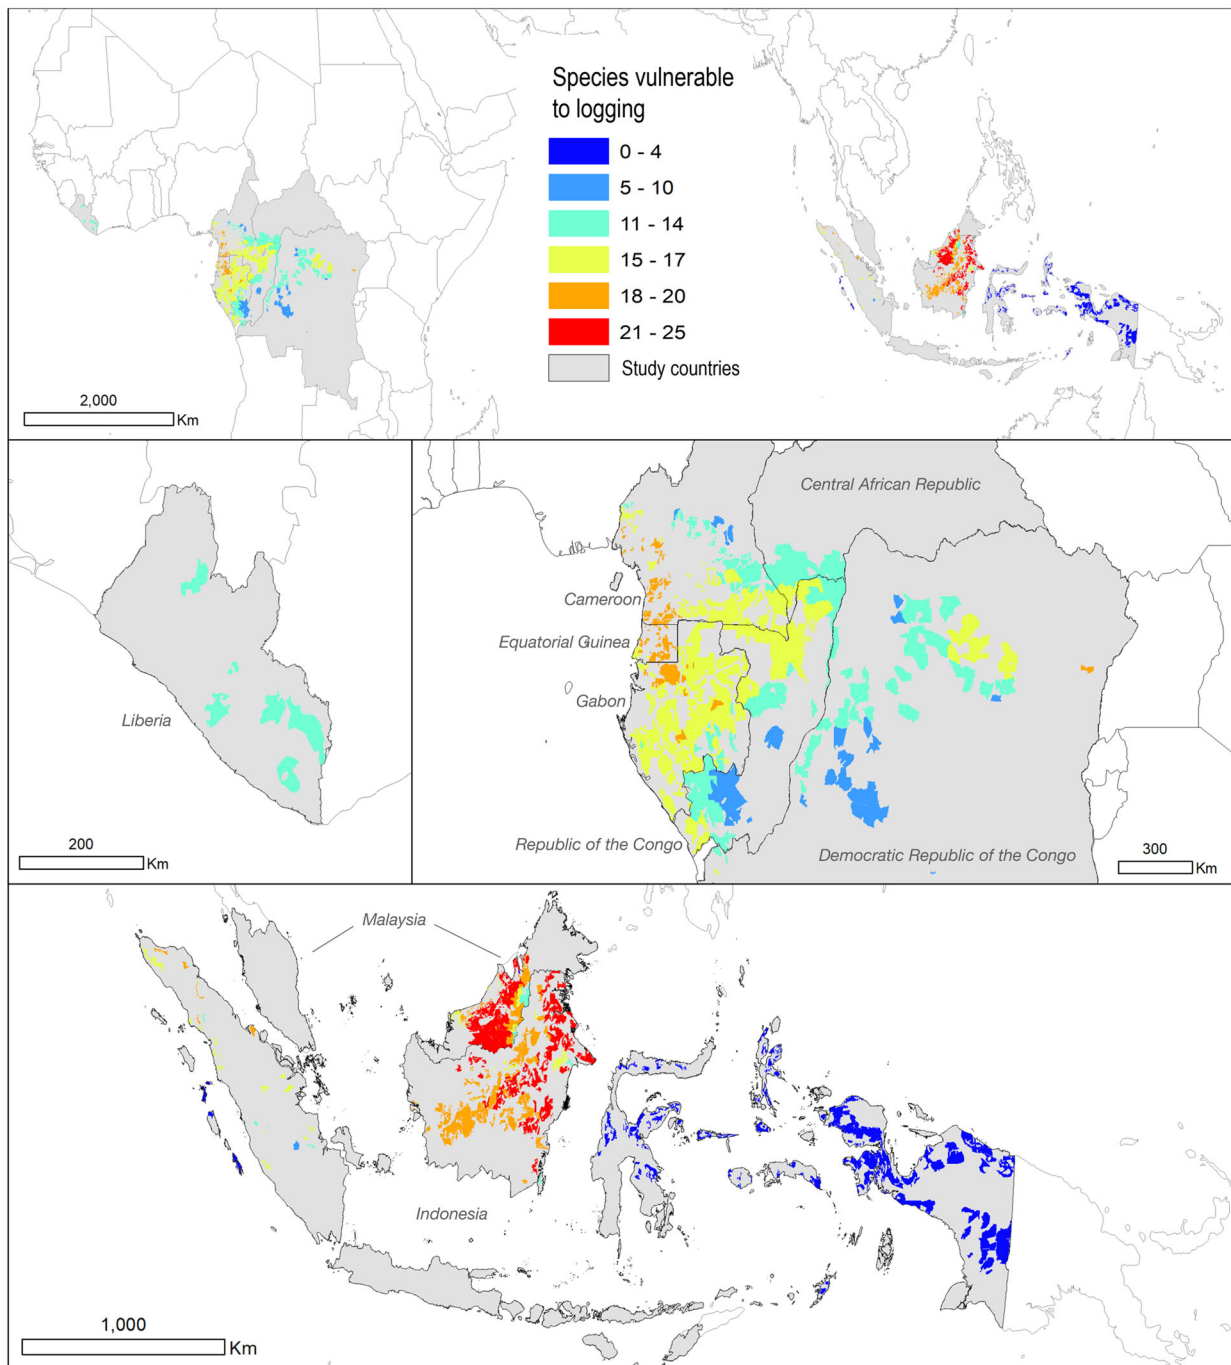 Species vulnerable
to logging
0 - 4
5 - 10
11 - 14
15 - 17
18 - 20
21 - 25
Study countries
2,000
Km
Liberia
200
Km
Central African Republic
Cameroon
Equatorial Guinea
Gabon
Republic of the Congo
Democratic Republic of the Congo
300
Km
Malaysia
Indonesia
1,000
Km